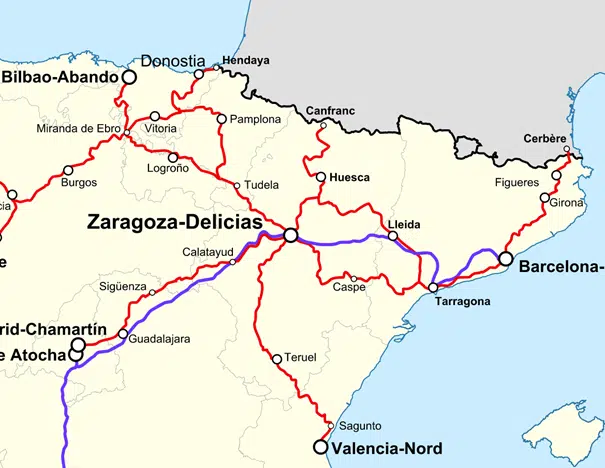 Donostia
Hendaya
Bilbao-Abando
Canfranc
Miranda de Ebro
Vitoria
Pamplona
Cerbère
Logroño
Huesca
Figueres
Burgos
Tudela
Girona
cia
Zaragoza-Delicias
Lleida
Calatayud
e
Barcelona-
Sigüenza
Caspe
Tarragona
rid-Chamartín
Guadalajara
e Atocha
Teruel
Sagunto
Valencia-Nord